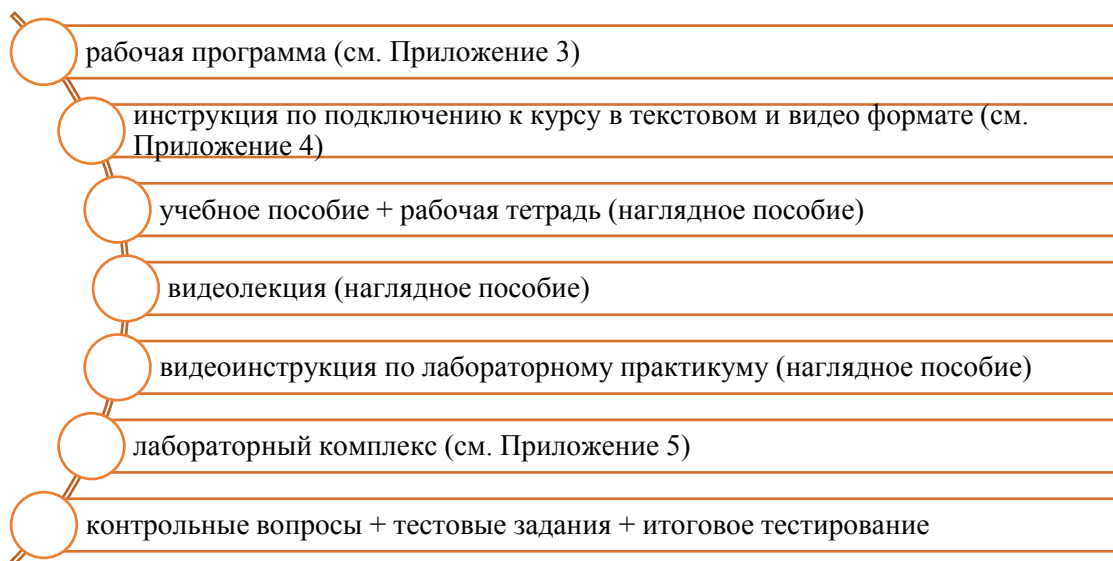 рабочая программа (см. Приложение 3)
инструкция по подключению к курсу в текстовом и видео формате (см.
Приложение 4)
учебное пособие + рабочая тетрадь (наглядное пособие)
видеолекция (наглядное пособие)
видеоинструкция по лабораторному практикуму (наглядное пособие)
лабораторный комплекс (см. Приложение 5)
контрольные вопросы + тестовые задания + итоговое тестирование